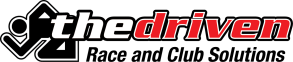 thedriven
Race and Club Solutions